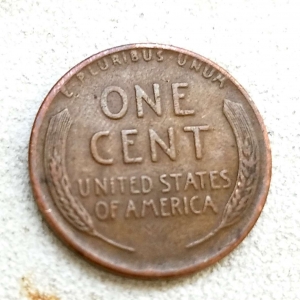 E PLURIBUS UNUM
ONE
CENT
UNITED STATES
OF AMERICA